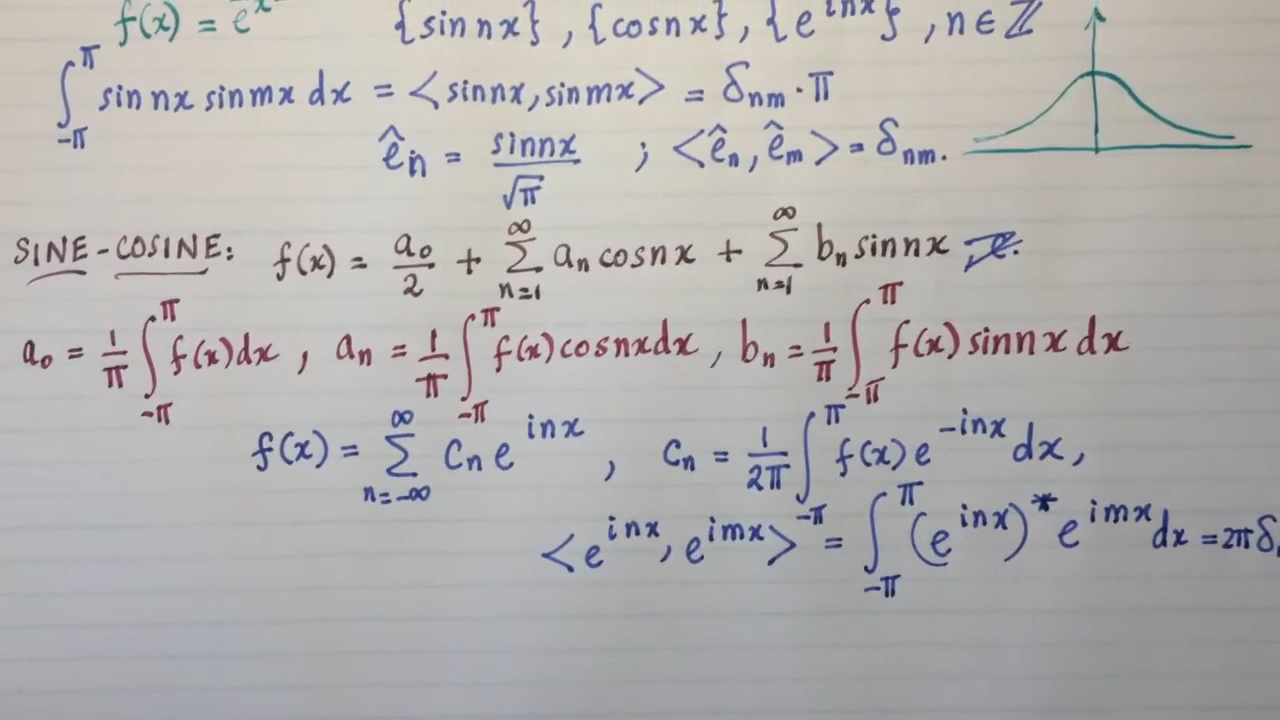 f(x) = e^-x² {sin nx}, {cos nx}, {e^inx}, n ∈ ℤ
∫_-π^π sin nx sin mx dx = <sin nx, sin mx> = δ_nm · π
ê_n = sin nx / √π ; <ê_n, ê_m> = δ_nm.
SINE-COSINE: f(x) = a₀/2 + ∑_n=1^∞ a_n cos nx + ∑_n=1^∞ b_n sin nx
a₀ = 1/π ∫_-π^π f(x) dx, a_n = 1/π ∫_-π^π f(x) cos nx dx, b_n = 1/π ∫_-π^π f(x) sin nx dx
f(x) = ∑_n=-∞^∞ c_n e^inx, c_n = 1/2π ∫_-π^π f(x) e^-inx dx,
<e^inx, e^imx> = ∫_-π^π (e^inx)* e^imx dx = 2πδ